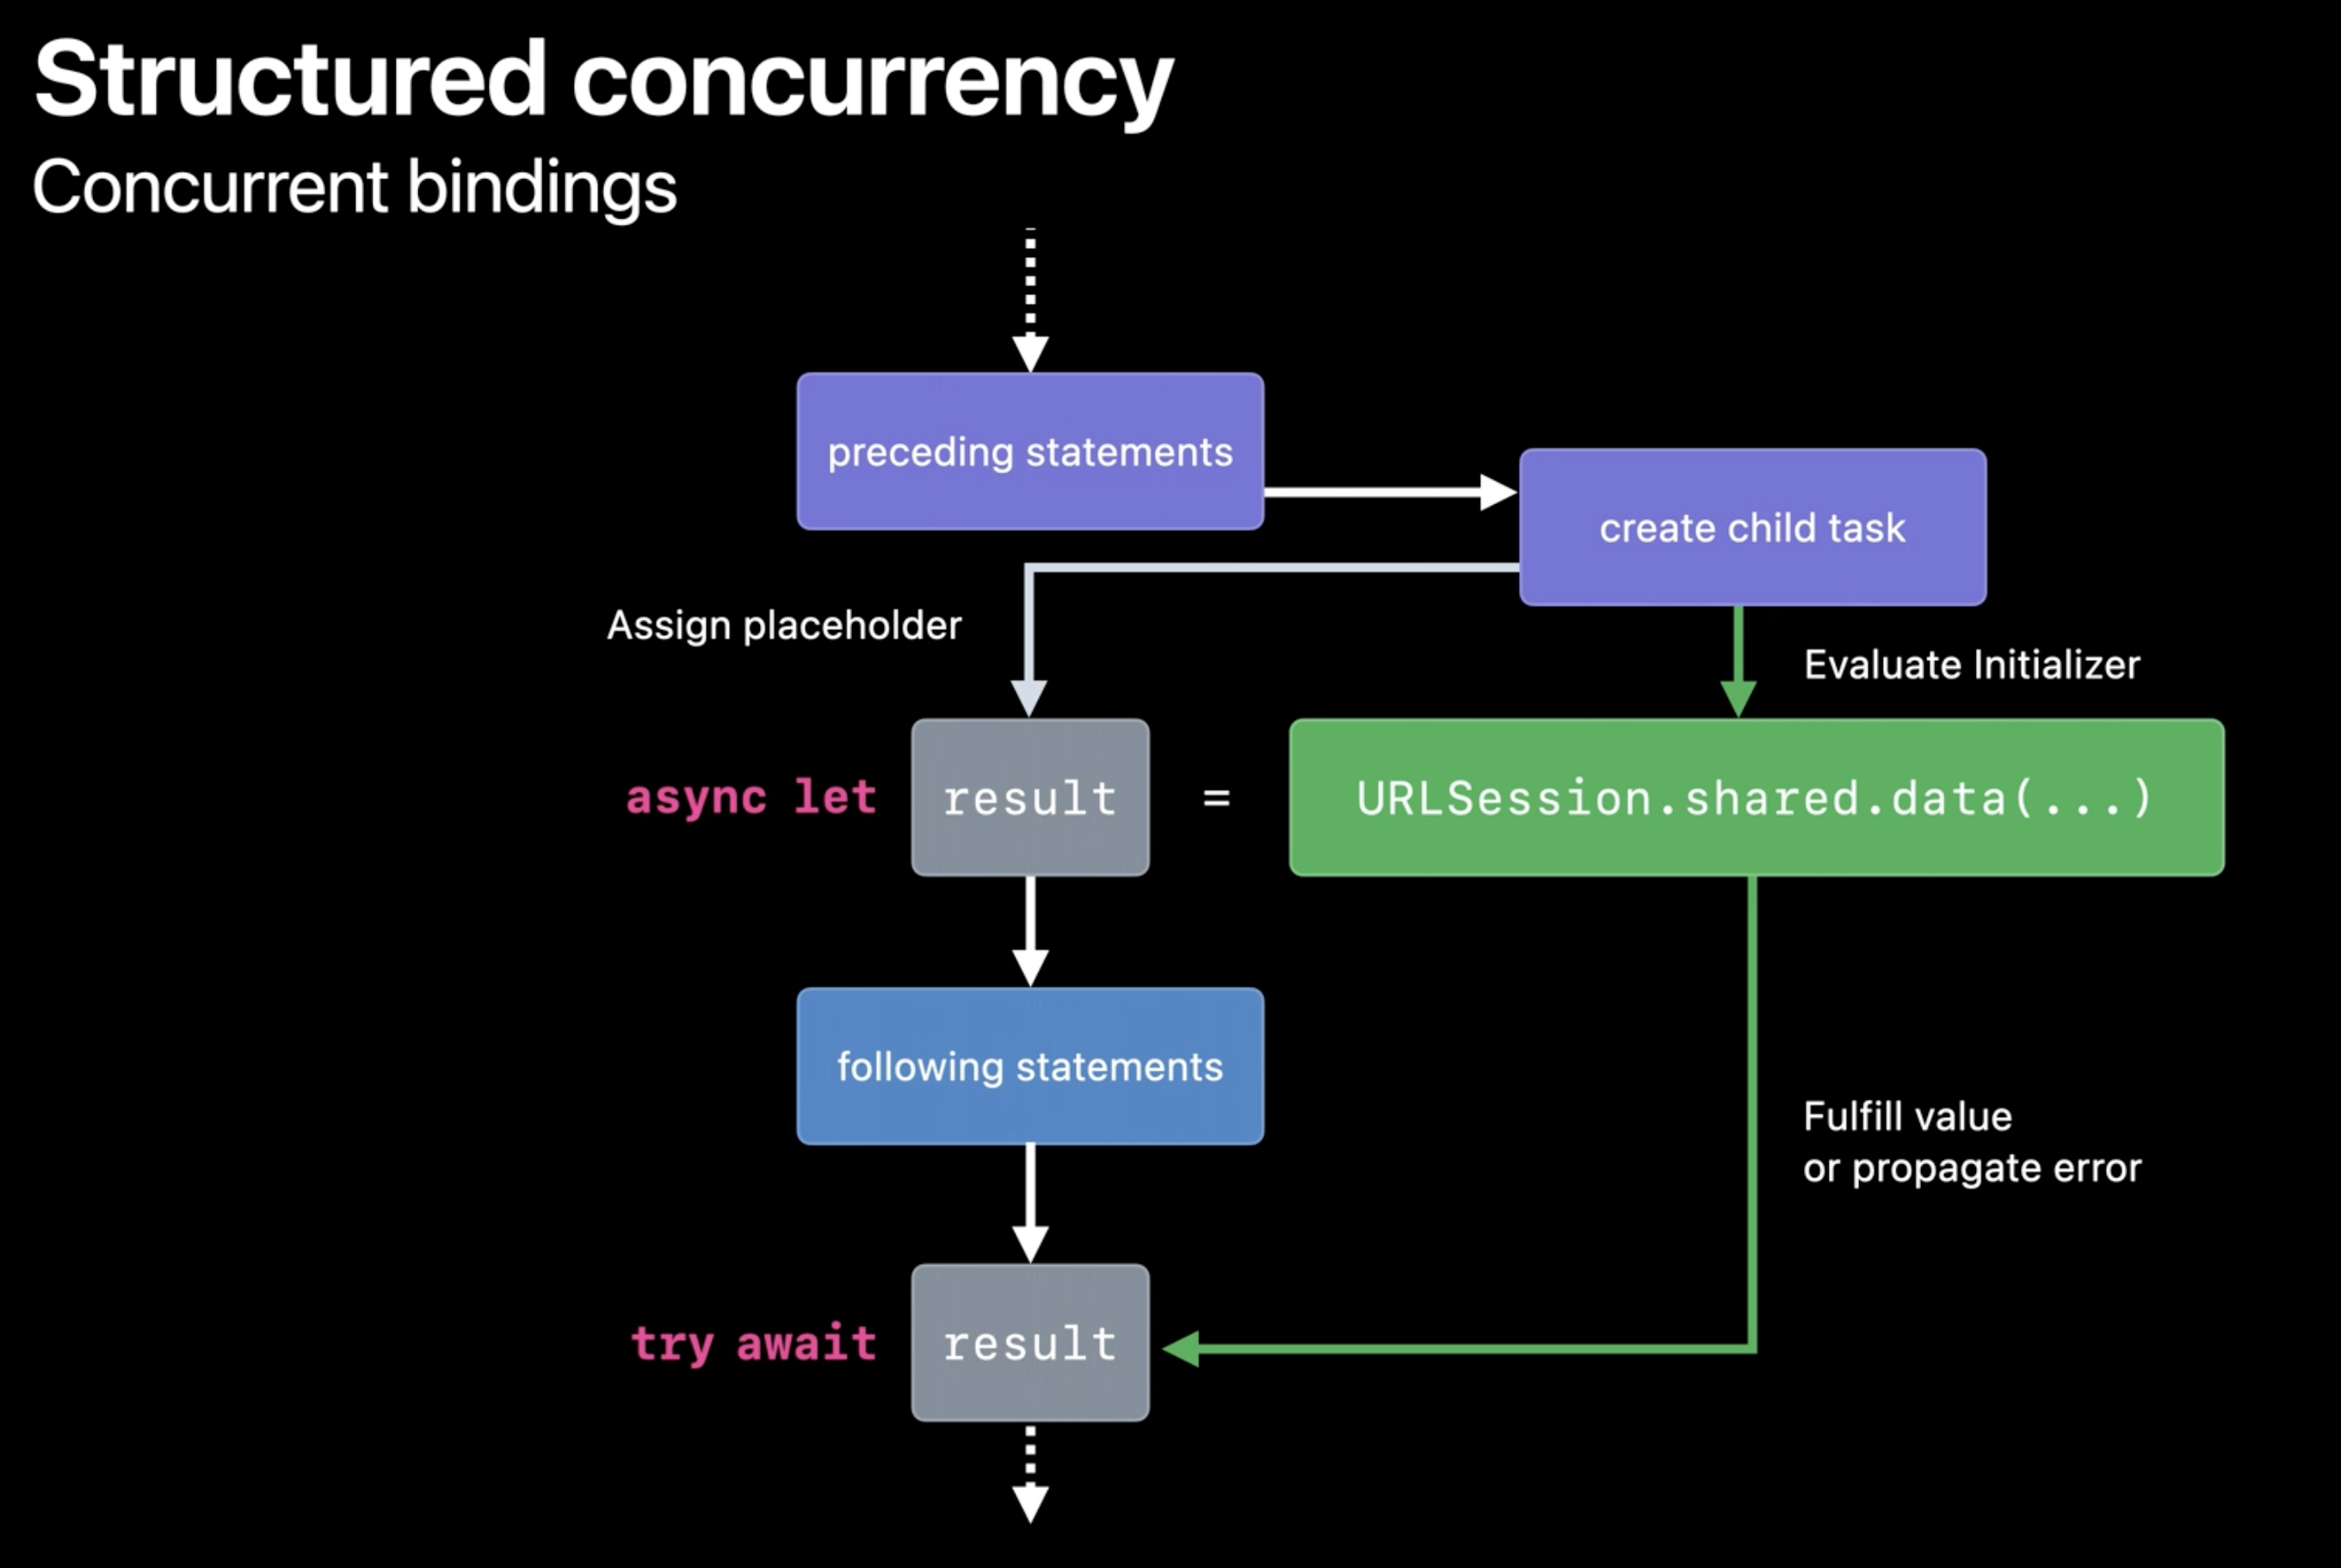 Structured concurrency
Concurrent bindings
preceding statements
create child task
Assign placeholder
Evaluate Initializer
async let result = URLSession.shared.data(...)
following statements
Fulfill value
or propagate error
try await result